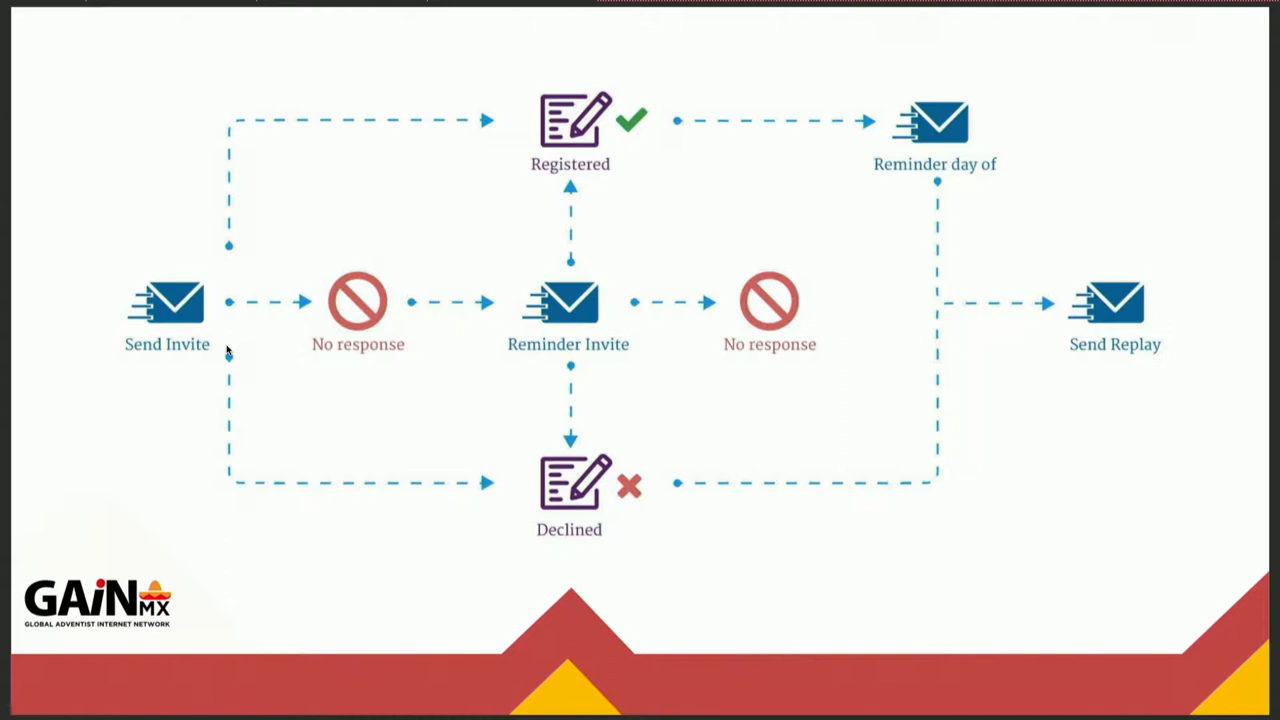 Registered
Reminder day of
Send Invite
No response
Reminder Invite
No response
Send Replay
Declined
GAiN MX
GLOBAL ADVENTIST INTERNET NETWORK